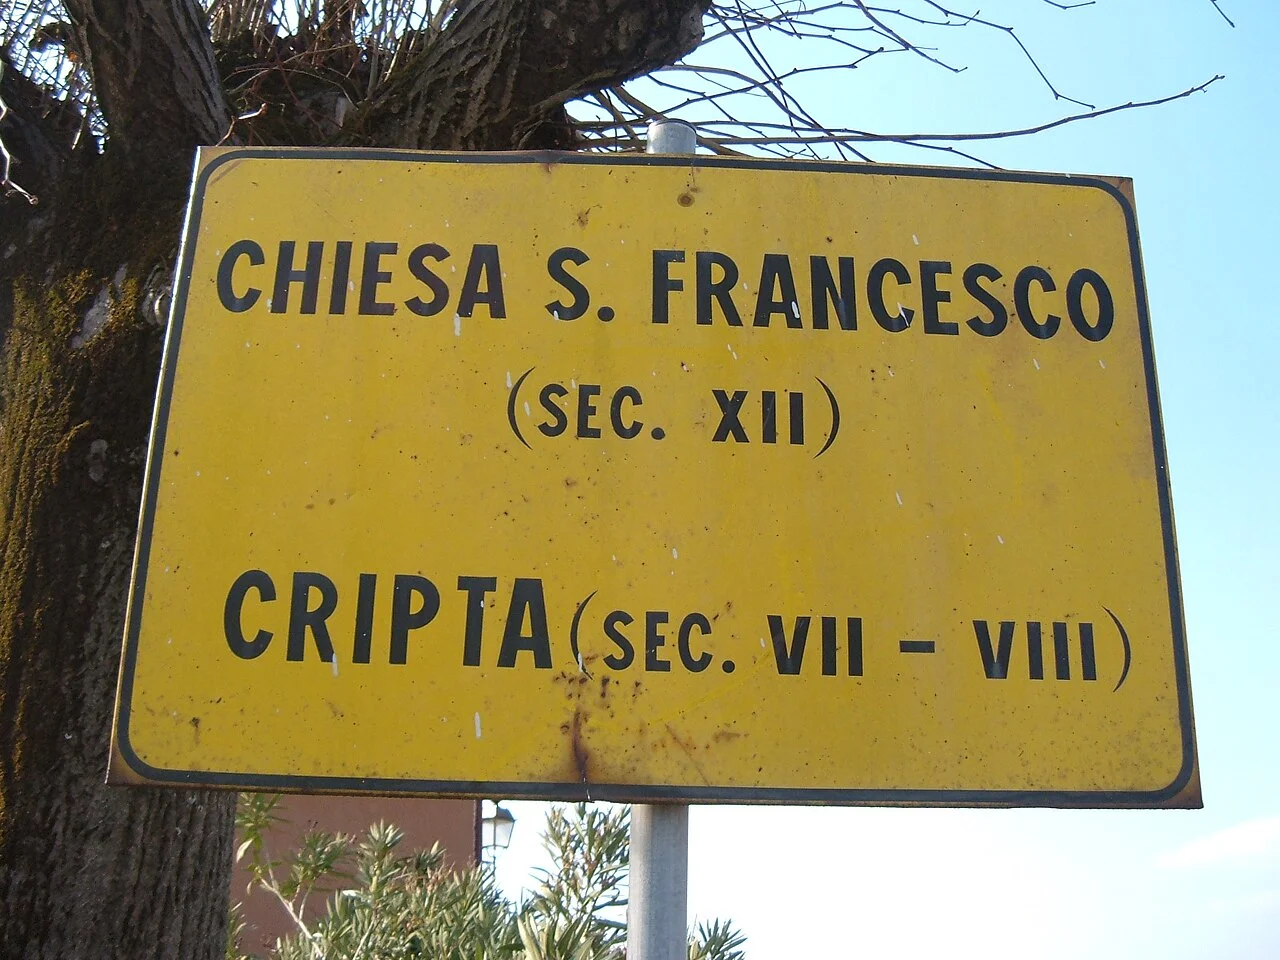 CHIESA S. FRANCESCO
(SEC. XII)
CRIPTA (SEC. VII - VIII)